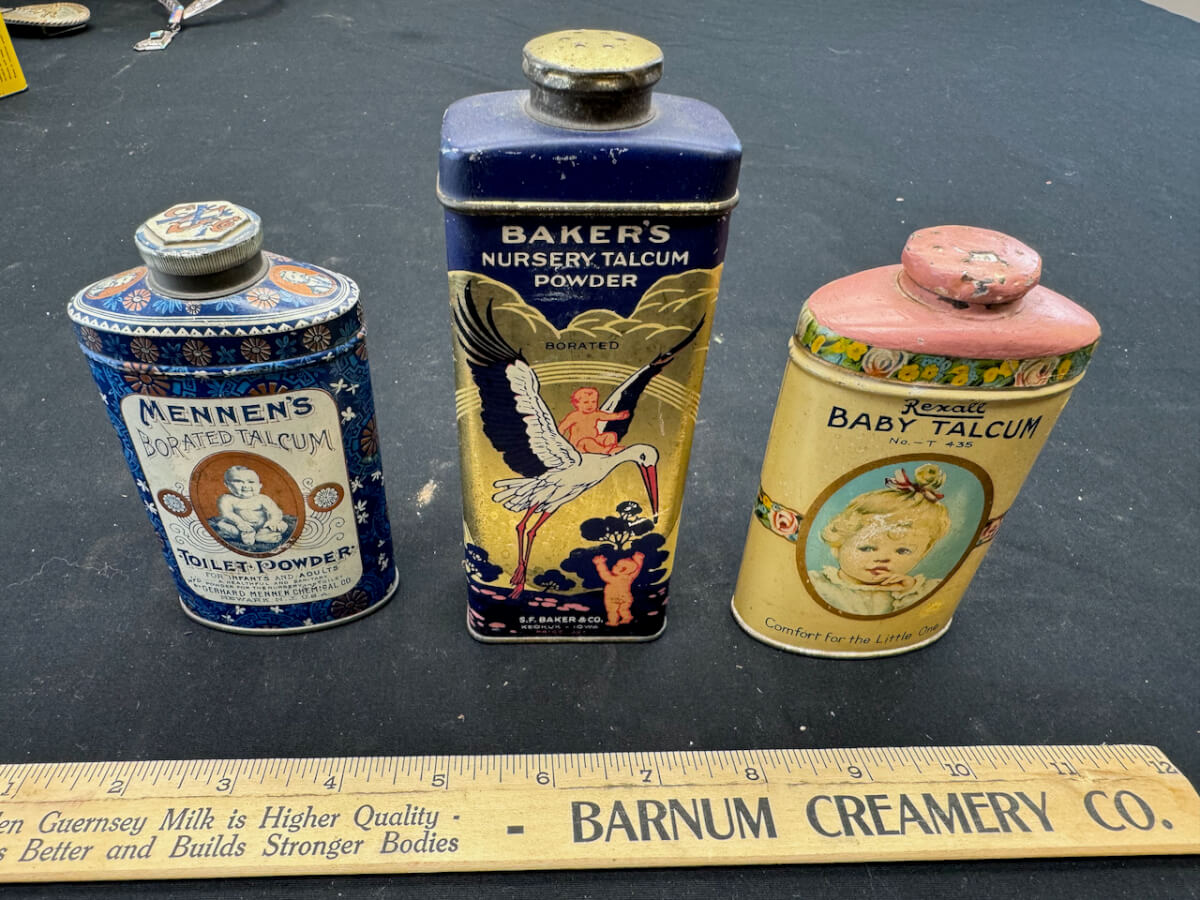 MENNEN'S
BORATED TALCUM
TOILET POWDER
FOR INFANTS AND ADULTS
GERHARD MENNEN CHEMICAL CO
NEWARK N.J. U.S.A.
BAKER'S
NURSERY TALCUM
POWDER
BORATED
S.F. BAKER & CO.
KEOKUK - IOWA
Rexall
BABY TALCUM
No.-T 435
Comfort for the Little One
1 2 3 4 5 6 7 8 9 10 11 12
Guernsey Milk is Higher Quality -
Better and Builds Stronger Bodies
- BARNUM CREAMERY CO.